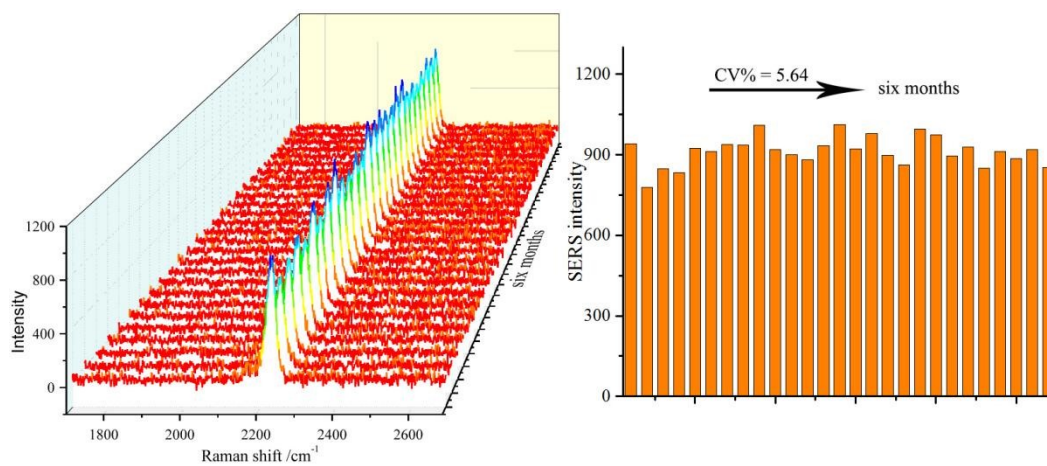 1200
800
400
0
Intensity
1800
2000
2200
2400
2600
Raman shift /cm-1
six months
1200
900
600
300
0
SERS intensity
CV% = 5.64
six months